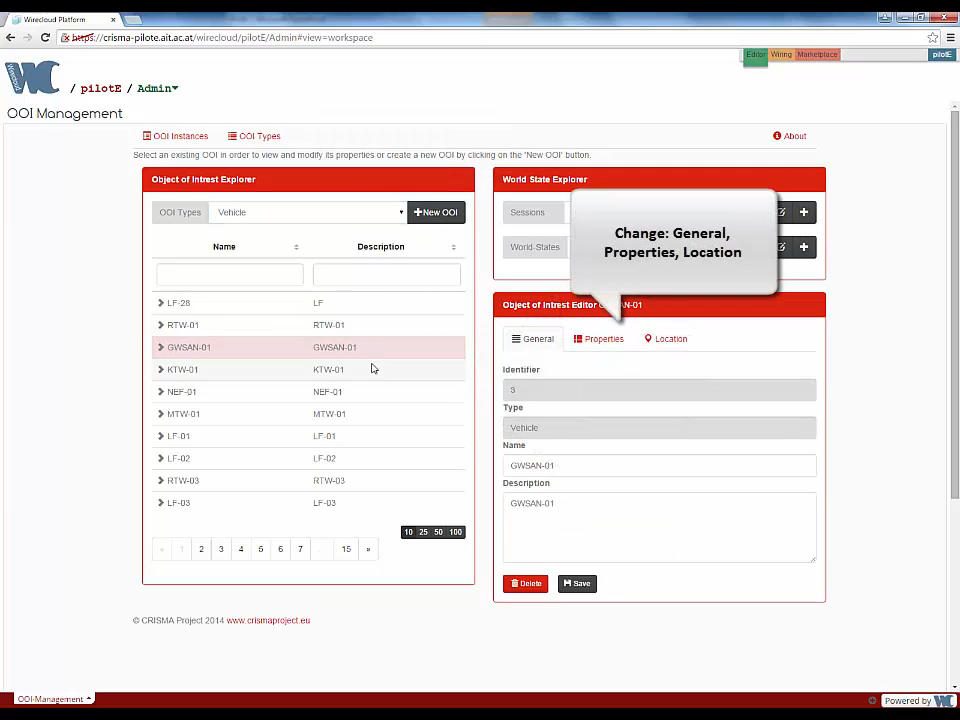 Wirecloud Platform
https://crisma-pilote.ait.ac.at/wirecloud/pilotE/Admin#view=workspace
Editor Wiring Marketplace pilotE
WC / pilotE / Admin
OOI Management
OOI Instances OOI Types About
Select an existing OOI in order to view and modify its properties or create a new OOI by clicking on the 'New OOI' button.
Object of Intrest Explorer
OOI Types Vehicle New OOI
Name Description
LF-28 LF
RTW-01 RTW-01
GWSAN-01 GWSAN-01
KTW-01 KTW-01
NEF-01 NEF-01
MTW-01 MTW-01
LF-01 LF-01
LF-02 LF-02
RTW-03 RTW-03
LF-03 LF-03
10 25 50 100
« 1 2 3 4 5 6 7 ... 15 »
World State Explorer
Sessions
World-States
Change: General,
Properties, Location
Object of Intrest Editor GWSAN-01
General Properties Location
Identifier
3
Type
Vehicle
Name
GWSAN-01
Description
GWSAN-01
Delete Save
© CRISMA Project 2014 www.crismaproject.eu
OOI-Management Powered by WC